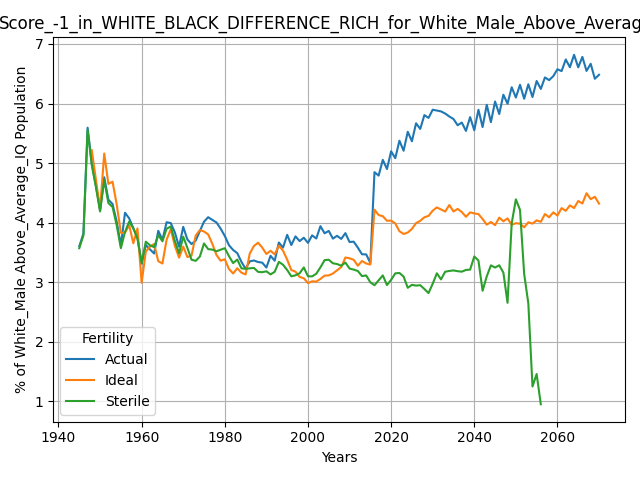 Score_-1_in_WHITE_BLACK_DIFFERENCE_RICH_for_White_Male_Above_Averag
% of White_Male Above_Average_IQ Population
7
6
5
4
3
2
1
Fertility
Actual
Ideal
Sterile
1940 1960 1980 2000 2020 2040 2060
Years